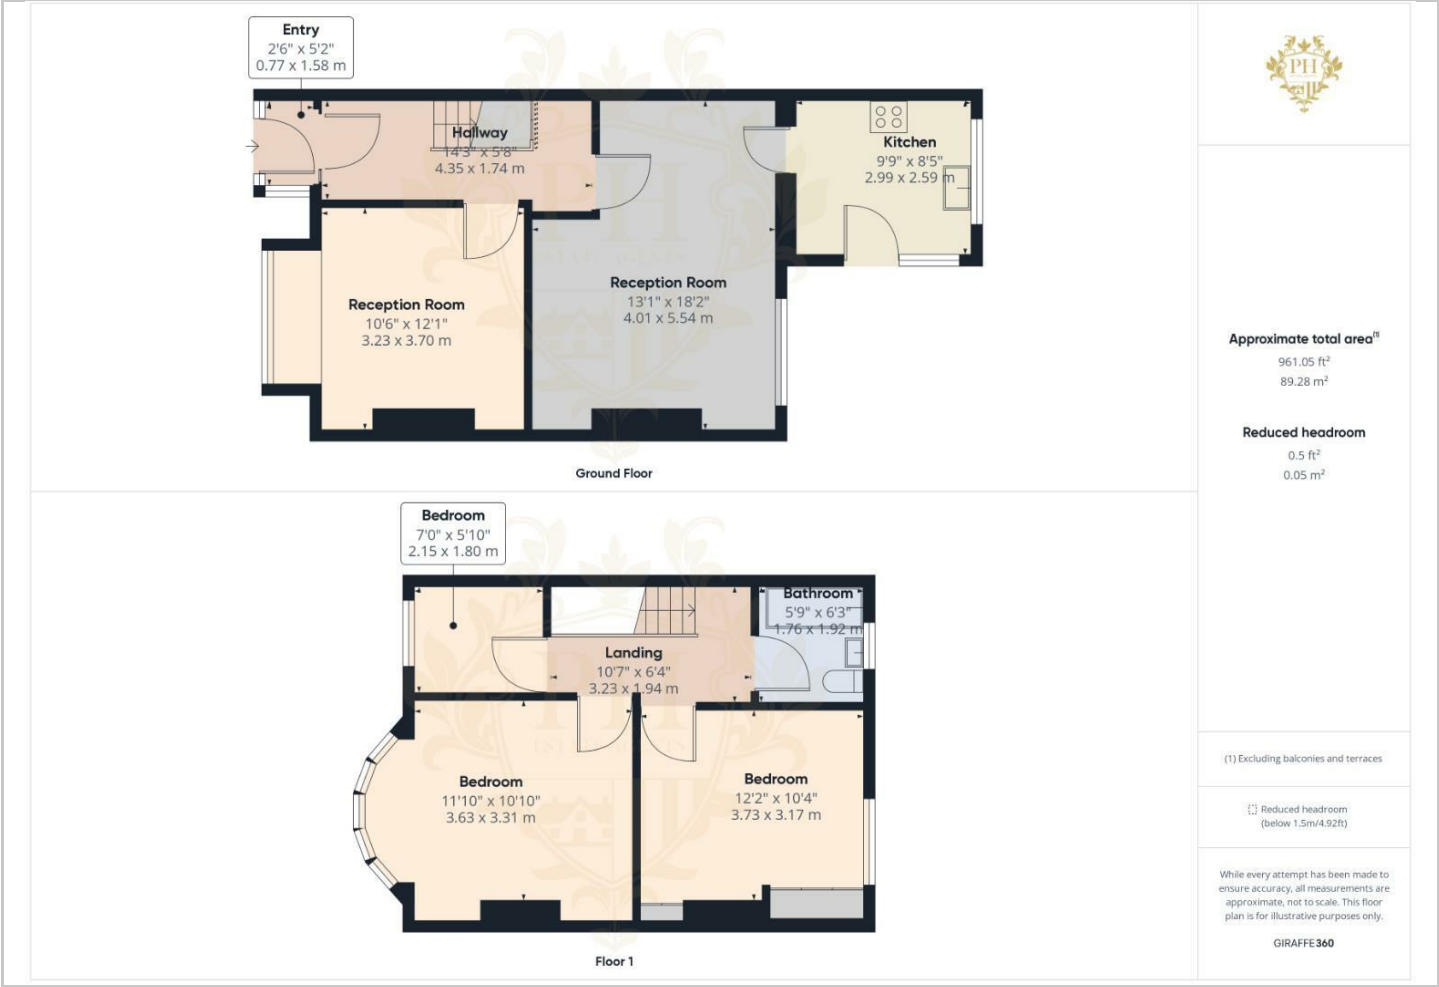 Entry
2'6" x 5'2"
0.77 x 1.58 m
Hallway
14'3" x 5'8"
4.35 x 1.74 m
Kitchen
9'9" x 8'5"
2.99 x 2.59 m
Reception Room
10'6" x 12'1"
3.23 x 3.70 m
Reception Room
13'1" x 18'2"
4.01 x 5.54 m
Ground Floor
Bedroom
7'0" x 5'10"
2.15 x 1.80 m
Bathroom
5'9" x 6'3"
1.76 x 1.92 m
Landing
10'7" x 6'4"
3.23 x 1.94 m
Bedroom
11'10" x 10'10"
3.63 x 3.31 m
Bedroom
12'2" x 10'4"
3.73 x 3.17 m
Floor 1
PH
Approximate total area(1)
961.05 ft²
89.28 m²
Reduced headroom
0.5 ft²
0.05 m²
(1) Excluding balconies and terraces
Reduced headroom
(below 1.5m/4.92ft)
While every attempt has been made to
ensure accuracy, all measurements are
approximate, not to scale. This floor
plan is for illustrative purposes only.
GIRAFFE360
PH
ESTATE AGENTS
PH
ESTATE AGENTS